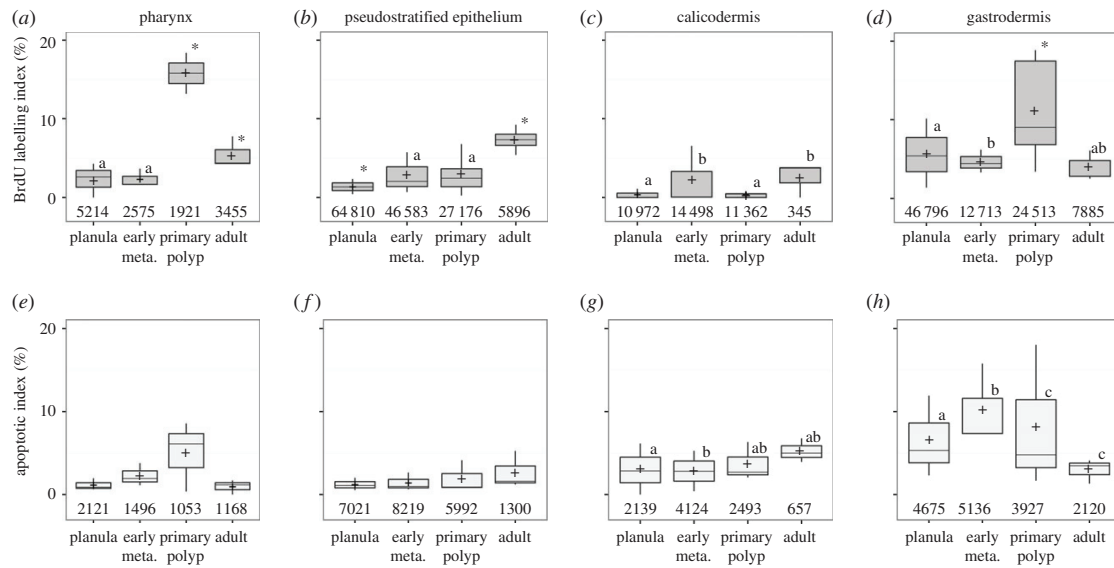 (a) pharynx
(b) pseudostratified epithelium
(c) calicodermis
(d) gastrodermis
BrdU labelling index (%)
20
10
0
a a * *
5214 2575 1921 3455
planula early meta. primary polyp adult
* a a *
64 810 46 583 27 176 5896
planula early meta. primary polyp adult
a b a b
10 972 14 498 11 362 345
planula early meta. primary polyp adult
a b * ab
46 796 12 713 24 513 7885
planula early meta. primary polyp adult
(e)
(f)
(g)
(h)
apoptotic index (%)
20
10
0
2121 1496 1053 1168
planula early meta. primary polyp adult
7021 8219 5992 1300
planula early meta. primary polyp adult
a b ab ab
2139 4124 2493 657
planula early meta. primary polyp adult
a b c c
4675 5136 3927 2120
planula early meta. primary polyp adult